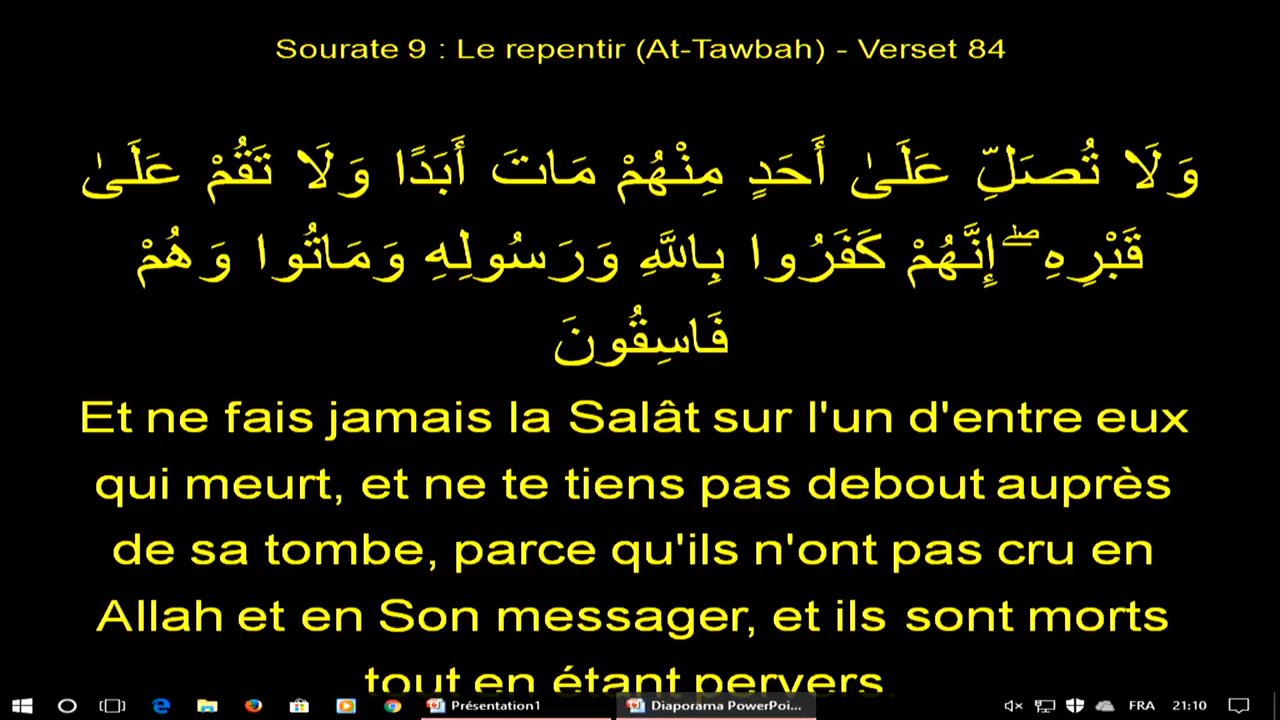 Sourate 9 : Le repentir (At-Tawbah) - Verset 84
وَلَا تُصَلِّ عَلَىٰ أَحَدٍ مِنْهُمْ مَاتَ أَبَدًا وَلَا تَقُمْ عَلَىٰ
قَبْرِهِ ۖ إِنَّهُمْ كَفَرُوا بِاللَّهِ وَرَسُولِهِ وَمَاتُوا وَهُمْ
فَاسِقُونَ
Et ne fais jamais la Salât sur l'un d'entre eux
qui meurt, et ne te tiens pas debout auprès
de sa tombe, parce qu'ils n'ont pas cru en
Allah et en Son messager, et ils sont morts
tout en étant pervers.
Présentation1 Diaporama PowerPoi... FRA 21:10